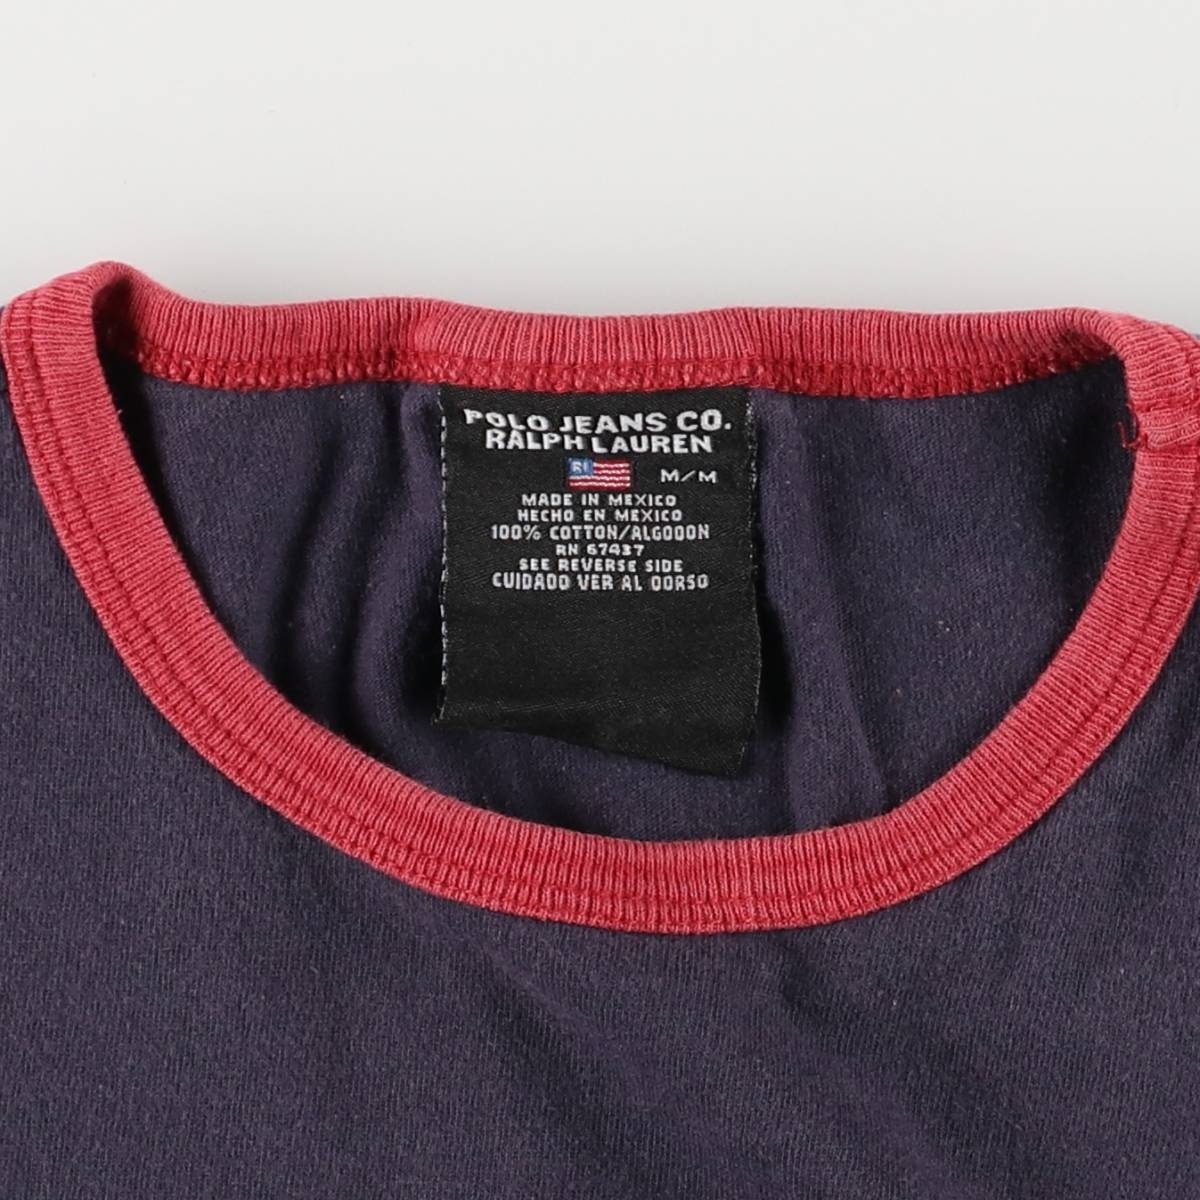 POLO JEANS CO.
RALPH LAUREN
RL M/M
MADE IN MEXICO
HECHO EN MEXICO
100% COTTON/ALGODON
RN 67437
SEE REVERSE SIDE
CUIDADO VER AL DORSO